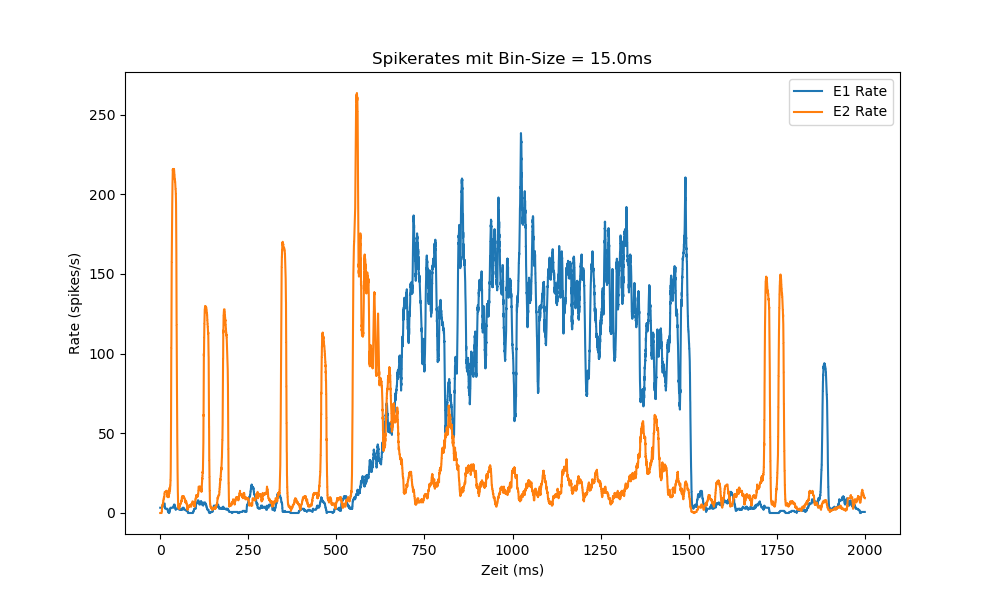 Spikerates mit Bin-Size = 15.0ms
E1 Rate
E2 Rate
250
200
150
100
50
0
Rate (spikes/s)
0 250 500 750 1000 1250 1500 1750 2000
Zeit (ms)